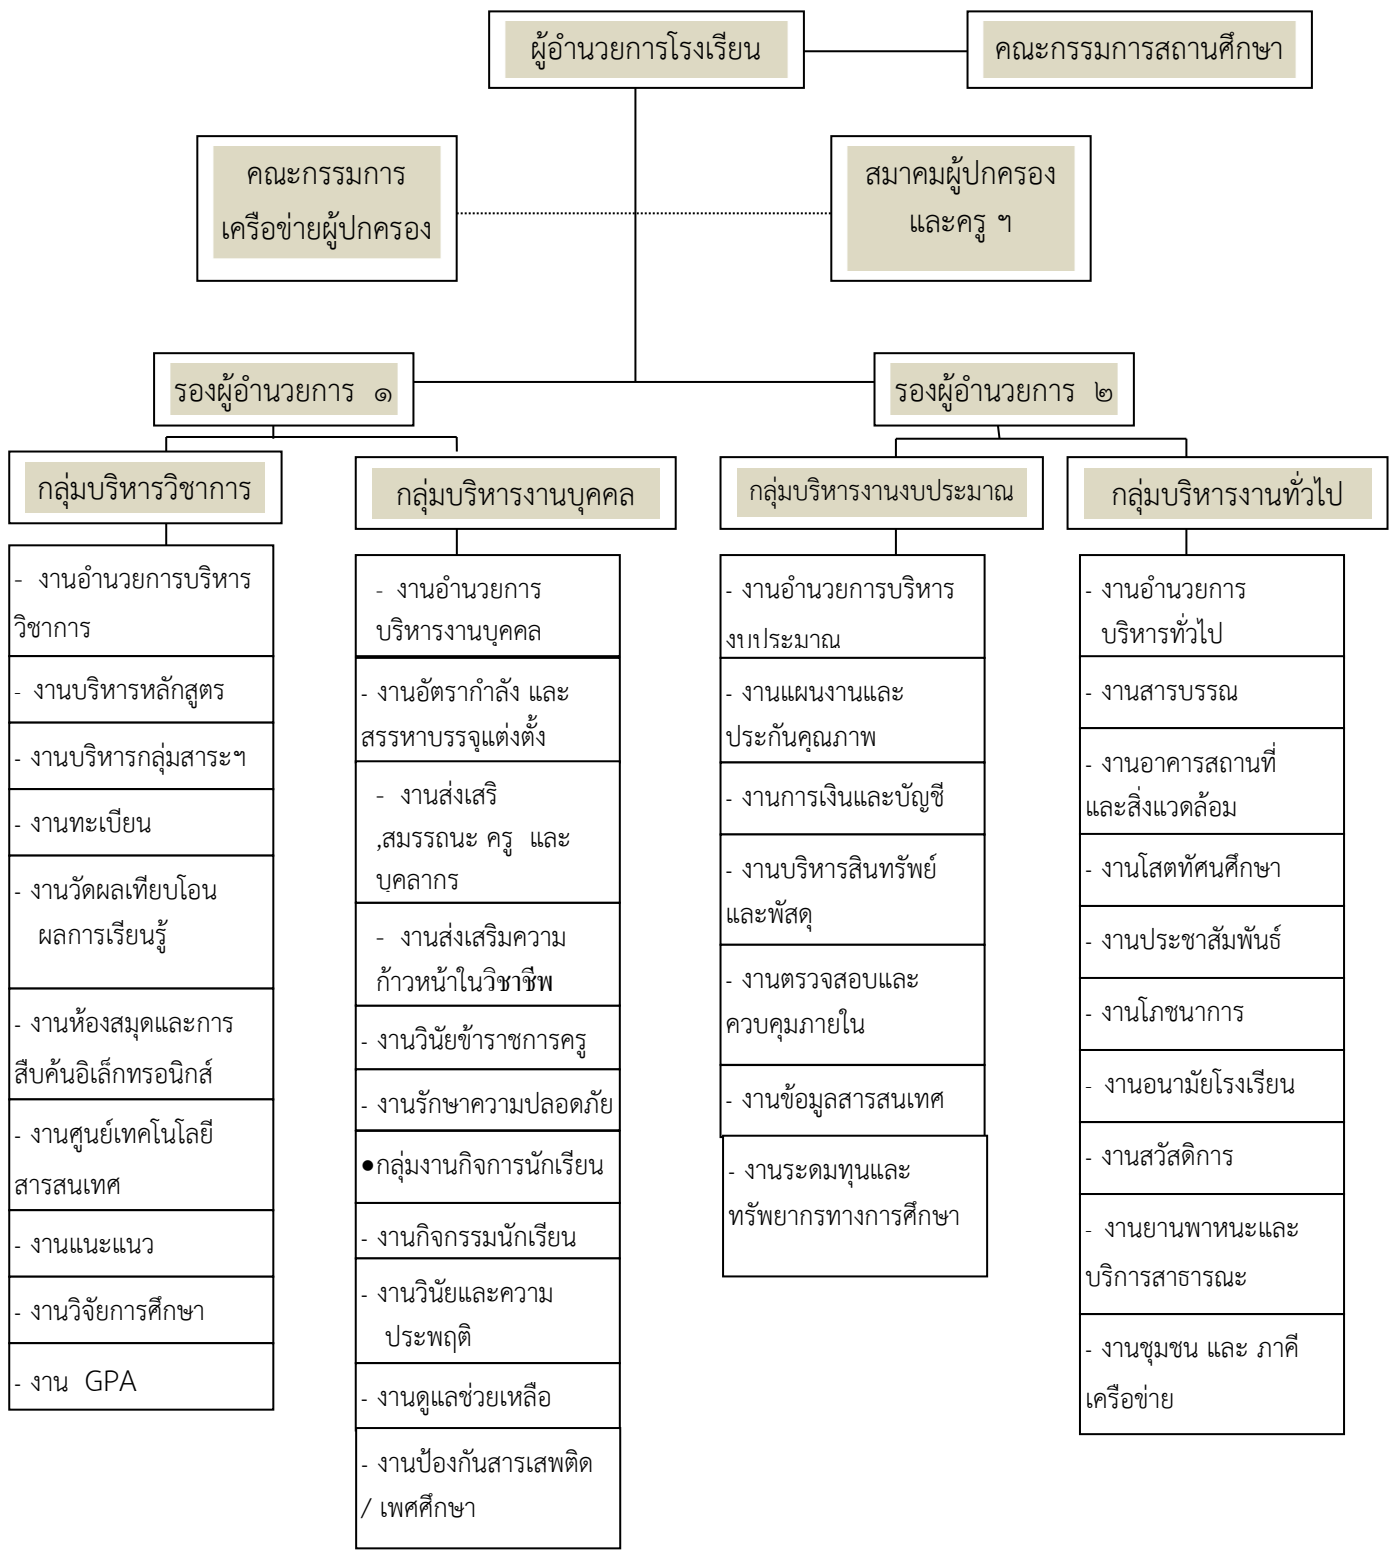 ผู้อำนวยการโรงเรียน
คณะกรรมการสถานศึกษา
คณะกรรมการ
เครือข่ายผู้ปกครอง
สมาคมผู้ปกครอง
และครู ฯ
รองผู้อำนวยการ ๑
รองผู้อำนวยการ ๒
กลุ่มบริหารวิชาการ
- งานอำนวยการบริหาร
วิชาการ
- งานบริหารหลักสูตร
- งานบริหารกลุ่มสาระฯ
- งานทะเบียน
- งานวัดผลเทียบโอน
ผลการเรียนรู้
- งานห้องสมุดและการ
สืบค้นอิเล็กทรอนิกส์
- งานศูนย์เทคโนโลยี
สารสนเทศ
- งานแนะแนว
- งานวิจัยการศึกษา
- งาน GPA
กลุ่มบริหารงานบุคคล
- งานอำนวยการ
บริหารงานบุคคล
- งานอัตรากำลัง และ
สรรหาบรรจุแต่งตั้ง
- งานส่งเสริ
,สมรรถนะ ครู และ
บุคลากร
- งานส่งเสริมความ
ก้าวหน้าในวิชาชีพ
- งานวินัยข้าราชการครู
- งานรักษาความปลอดภัย
●กลุ่มงานกิจการนักเรียน
- งานกิจกรรมนักเรียน
- งานวินัยและความ
ประพฤติ
- งานดูแลช่วยเหลือ
- งานป้องกันสารเสพติด
/ เพศศึกษา
กลุ่มบริหารงานงบประมาณ
- งานอำนวยการบริหาร
งบประมาณ
- งานแผนงานและ
ประกันคุณภาพ
- งานการเงินและบัญชี
- งานบริหารสินทรัพย์
และพัสดุ
- งานตรวจสอบและ
ควบคุมภายใน
- งานข้อมูลสารสนเทศ
- งานระดมทุนและ
ทรัพยากรทางการศึกษา
กลุ่มบริหารงานทั่วไป
- งานอำนวยการ
บริหารทั่วไป
- งานสารบรรณ
- งานอาคารสถานที่
และสิ่งแวดล้อม
- งานโสตทัศนศึกษา
- งานประชาสัมพันธ์
- งานโภชนาการ
- งานอนามัยโรงเรียน
- งานสวัสดิการ
- งานยานพาหนะและ
บริการสาธารณะ
- งานชุมชน และ ภาคี
เครือข่าย